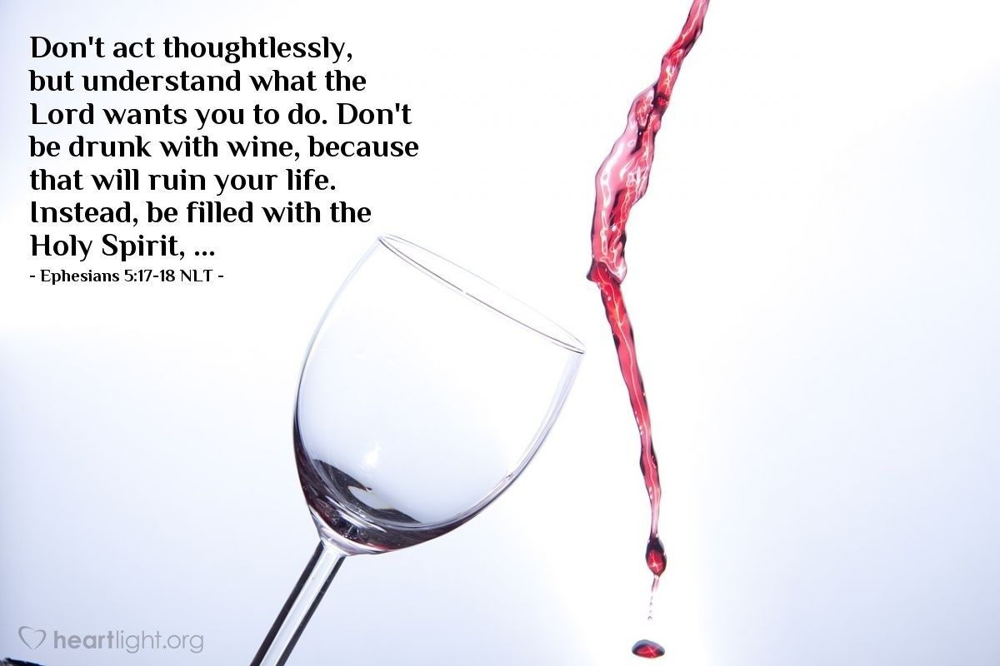 Don't act thoughtlessly,
but understand what the
Lord wants you to do. Don't
be drunk with wine, because
that will ruin your life.
Instead, be filled with the
Holy Spirit, ...
- Ephesians 5:17-18 NLT -
heartlight.org